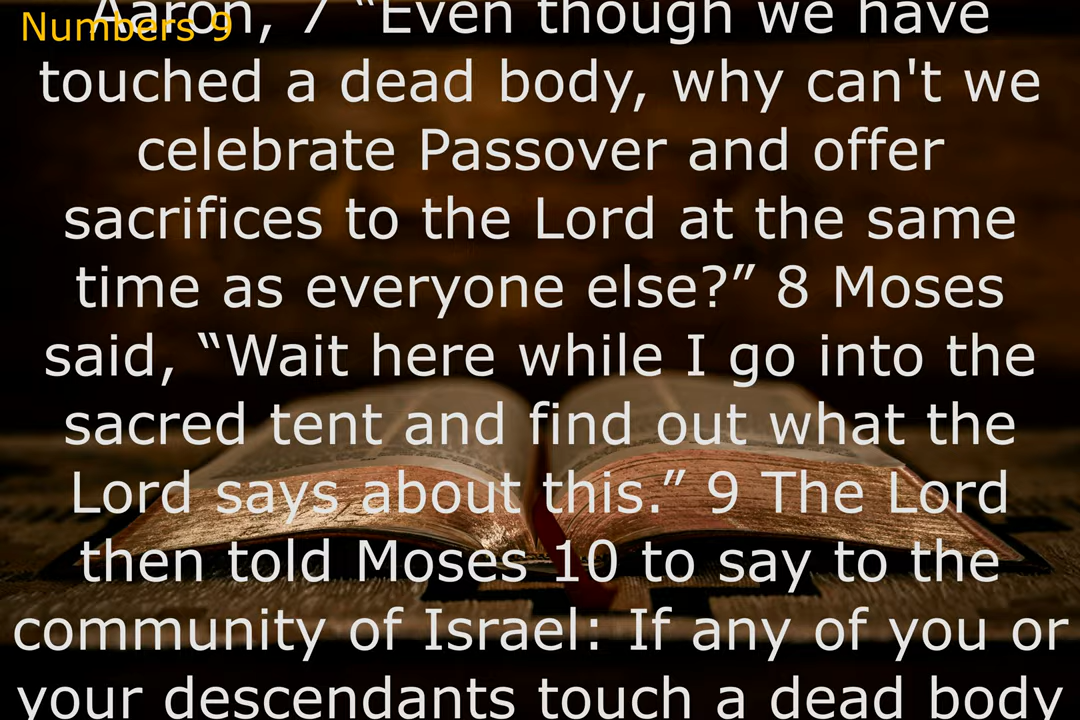 Numbers 9
Aaron, 7 “Even though we have
touched a dead body, why can't we
celebrate Passover and offer
sacrifices to the Lord at the same
time as everyone else?” 8 Moses
said, “Wait here while I go into the
sacred tent and find out what the
Lord says about this.” 9 The Lord
then told Moses 10 to say to the
community of Israel: If any of you or
your descendants touch a dead body